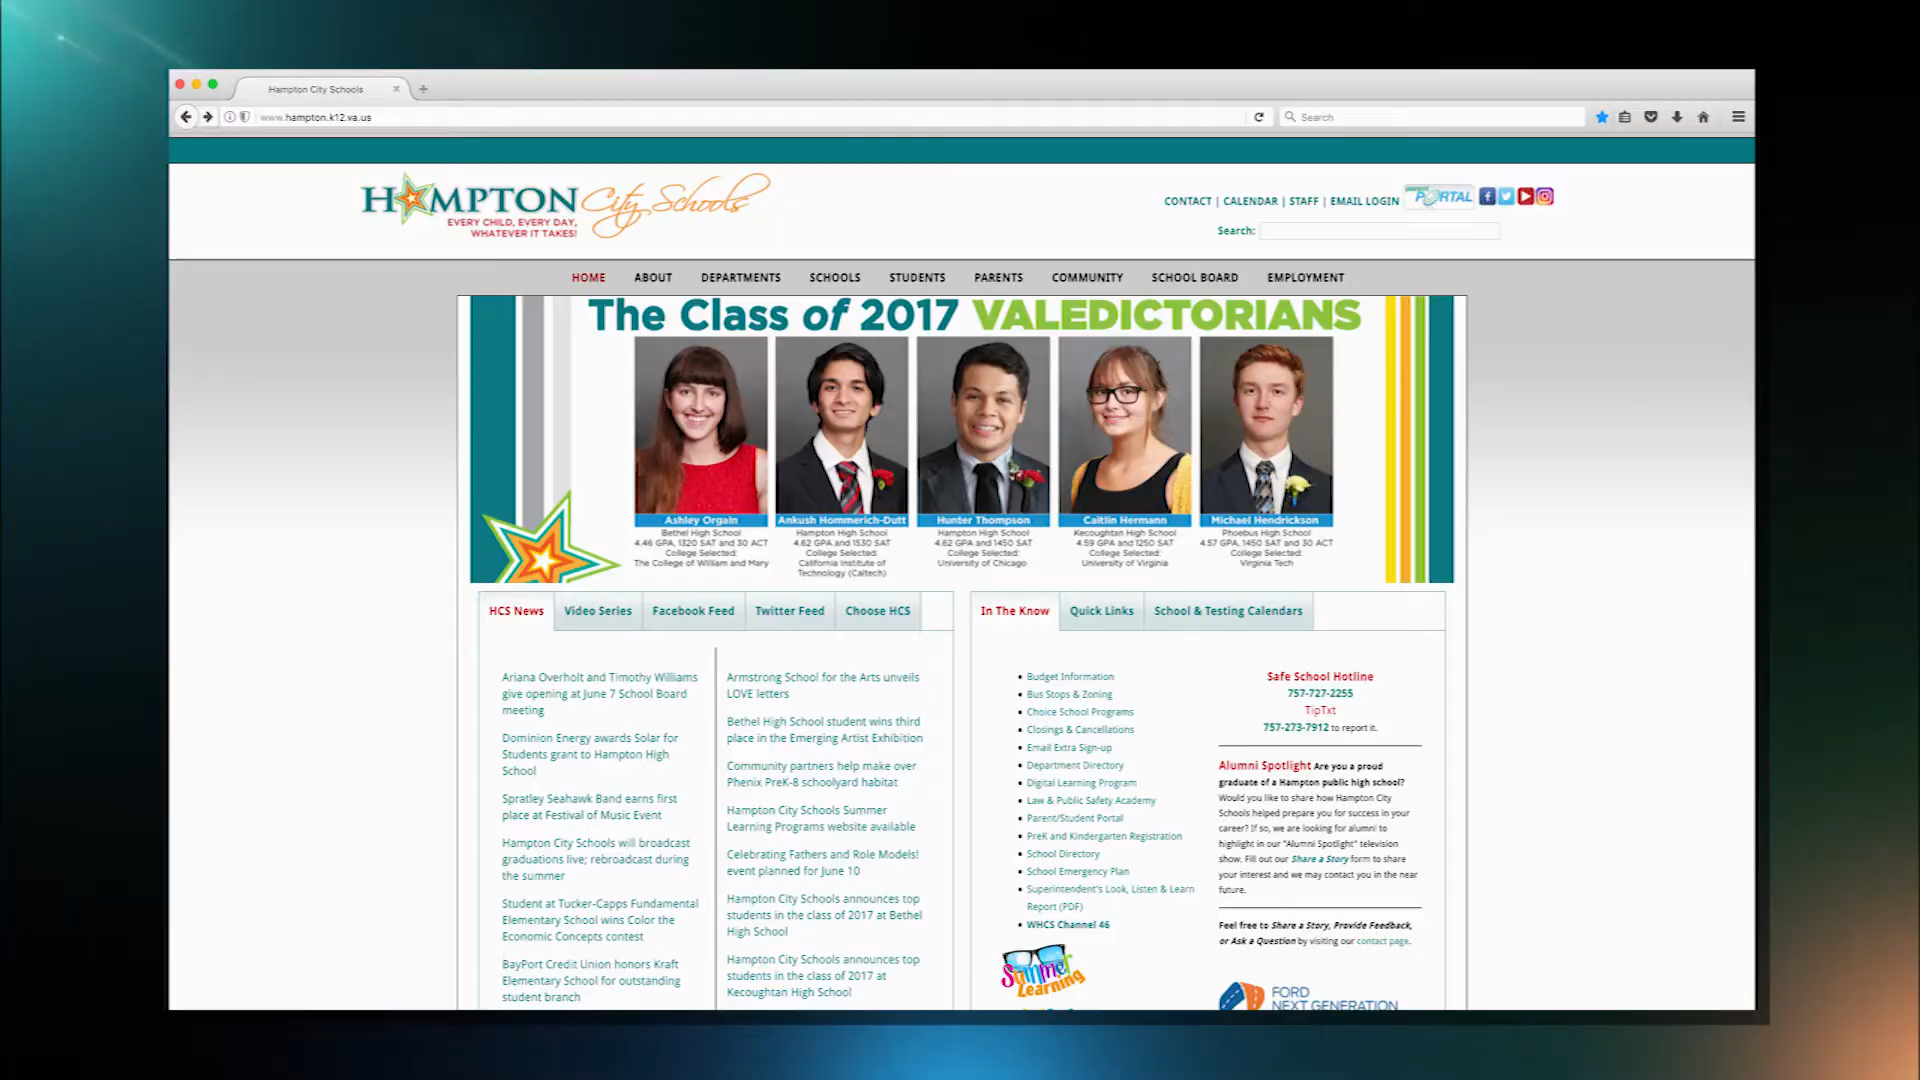 Hampton City Schools
www.hampton.k12.va.us
Search
HAMPTON City Schools
EVERY CHILD, EVERY DAY,
WHATEVER IT TAKES!
CONTACT | CALENDAR | STAFF | EMAIL LOGIN
PORTAL
Search:
HOME ABOUT DEPARTMENTS SCHOOLS STUDENTS PARENTS COMMUNITY SCHOOL BOARD EMPLOYMENT
The Class of 2017 VALEDICTORIANS
Ashley Orgain
Bethel High School
4.46 GPA, 1320 SAT and 30 ACT
College Selected:
The College of William and Mary
Ankush Hommerich-Dutt
Hampton High School
4.62 GPA and 1530 SAT
College Selected:
California Institute of
Technology (Caltech)
Hunter Thompson
Hampton High School
4.62 GPA and 1450 SAT
College Selected:
University of Chicago
Caitlin Hermann
Kecoughtan High School
4.59 GPA and 1250 SAT
College Selected:
University of Virginia
Michael Hendrickson
Phoebus High School
4.57 GPA, 1450 SAT and 30 ACT
College Selected:
Virginia Tech
HCS News Video Series Facebook Feed Twitter Feed Choose HCS
Ariana Overholt and Timothy Williams
give opening at June 7 School Board
meeting
Dominion Energy awards Solar for
Students grant to Hampton High
School
Spratley Seahawk Band earns first
place at Festival of Music Event
Hampton City Schools will broadcast
graduations live; rebroadcast during
the summer
Student at Tucker-Capps Fundamental
Elementary School wins Color the
Economic Concepts contest
BayPort Credit Union honors Kraft
Elementary School for outstanding
student branch
Armstrong School for the Arts unveils
LOVE letters
Bethel High School student wins third
place in the Emerging Artist Exhibition
Community partners help make over
Phenix PreK-8 schoolyard habitat
Hampton City Schools Summer
Learning Programs website available
Celebrating Fathers and Role Models!
event planned for June 10
Hampton City Schools announces top
students in the class of 2017 at Bethel
High School
Hampton City Schools announces top
students in the class of 2017 at
Kecoughtan High School
In The Know Quick Links School & Testing Calendars
Budget Information
Bus Stops & Zoning
Choice School Programs
Closings & Cancellations
Email Extra Sign-up
Department Directory
Digital Learning Program
Law & Public Safety Academy
Parent/Student Portal
PreK and Kindergarten Registration
School Directory
School Emergency Plan
Superintendent's Look, Listen & Learn
Report (PDF)
WHCS Channel 46
Summer
Learning
Safe School Hotline
757-727-2255
TipTxt
757-273-7912 to report it.
Alumni Spotlight Are you a proud
graduate of a Hampton public high school?
Would you like to share how Hampton City
Schools helped prepare you for success in your
career? If so, we are looking for alumni to
highlight in our "Alumni Spotlight" television
show. Fill out our Share a Story form to share
your interest and we may contact you in the near
future.
Feel free to Share a Story, Provide Feedback,
or Ask a Question by visiting our contact page.
FORD
NEXT GENERATION